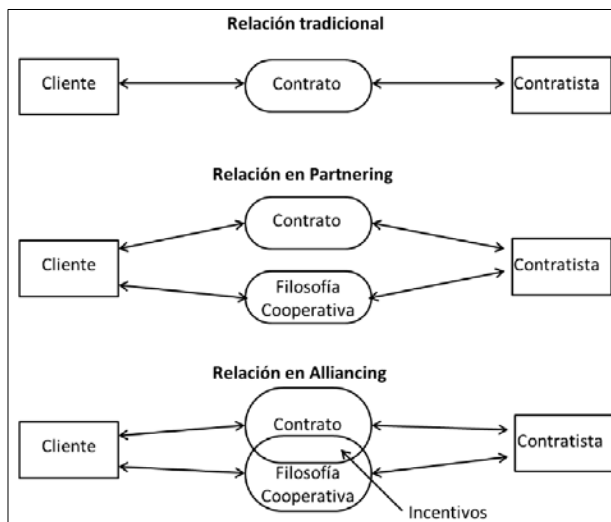 Relación tradicional
Cliente
Contrato
Contratista
Relación en Partnering
Contrato
Cliente
Contratista
Filosofía
Cooperativa
Relación en Alliancing
Contrato
Cliente
Contratista
Filosofía
Cooperativa
Incentivos